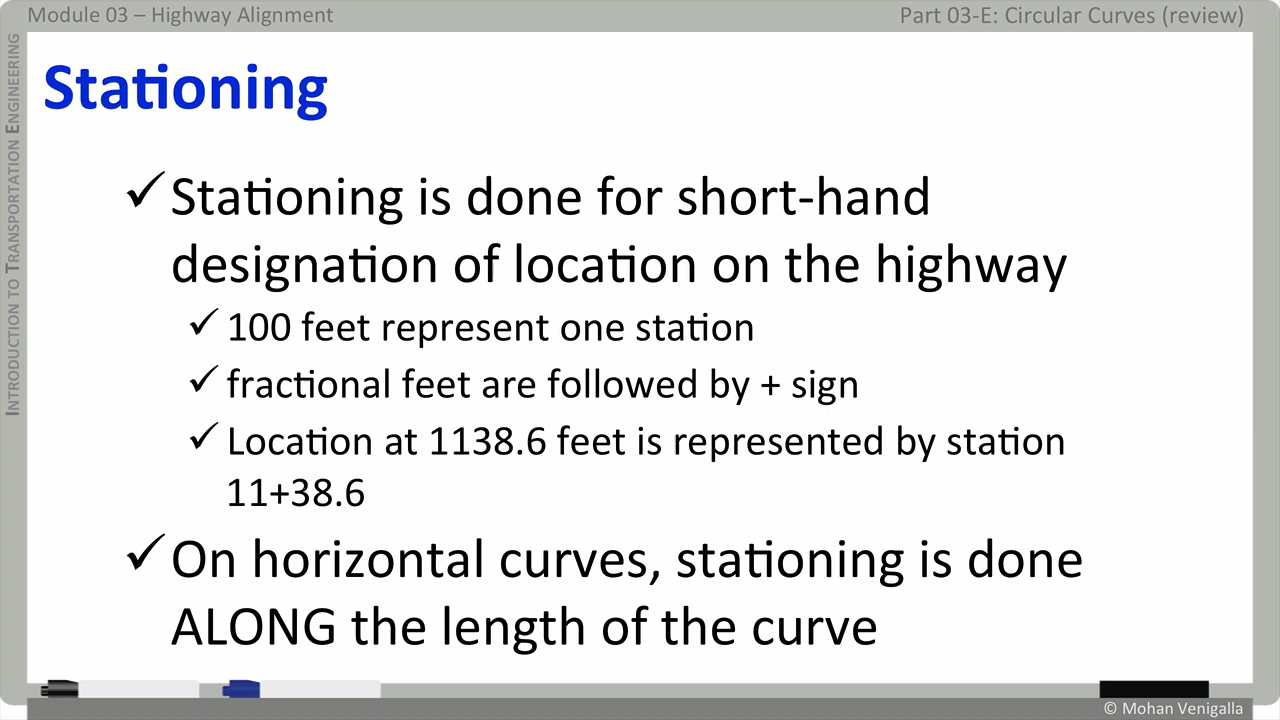 Module 03 – Highway Alignment
Part 03-E: Circular Curves (review)
INTRODUCTION TO TRANSPORTATION ENGINEERING
Stationing
✓Stationing is done for short-hand
designation of location on the highway
✓100 feet represent one station
✓fractional feet are followed by + sign
✓Location at 1138.6 feet is represented by station
11+38.6
✓On horizontal curves, stationing is done
ALONG the length of the curve
© Mohan Venigalla